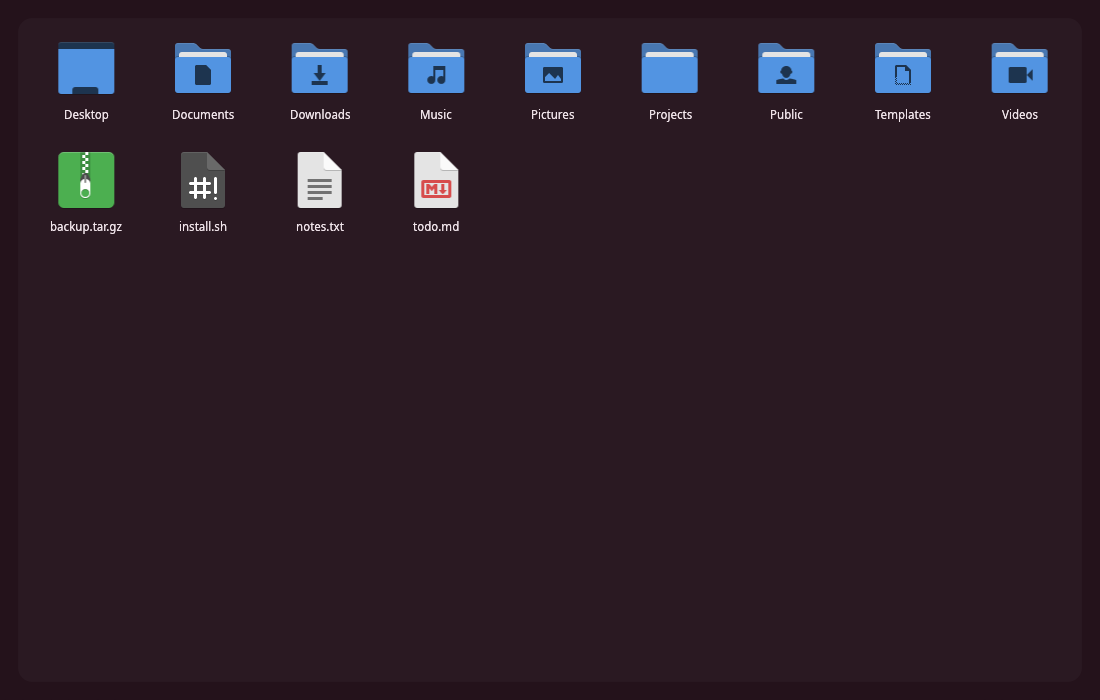 Desktop
Documents
Downloads
Music
Pictures
Projects
Public
Templates
Videos
backup.tar.gz
install.sh
notes.txt
todo.md